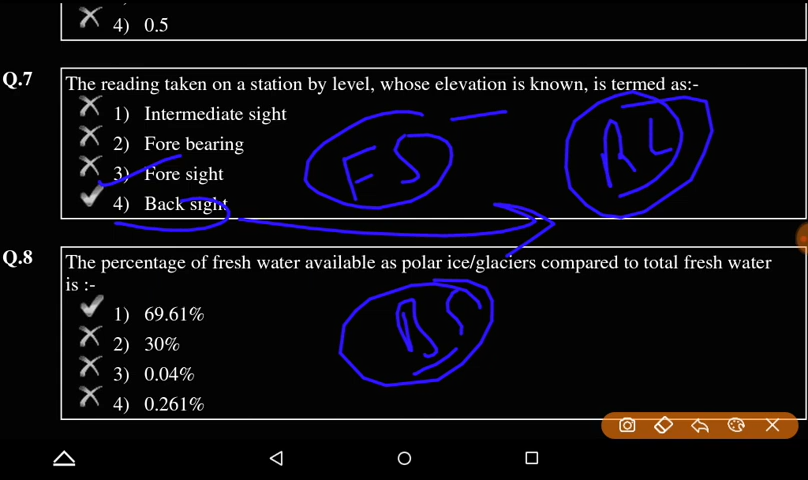 4) 0.5
Q.7
The reading taken on a station by level, whose elevation is known, is termed as:-
1) Intermediate sight
2) Fore bearing
3) Fore sight
4) Back sight
FS
RL
Q.8
The percentage of fresh water available as polar ice/glaciers compared to total fresh water
is :-
1) 69.61%
2) 30%
3) 0.04%
4) 0.261%
BS